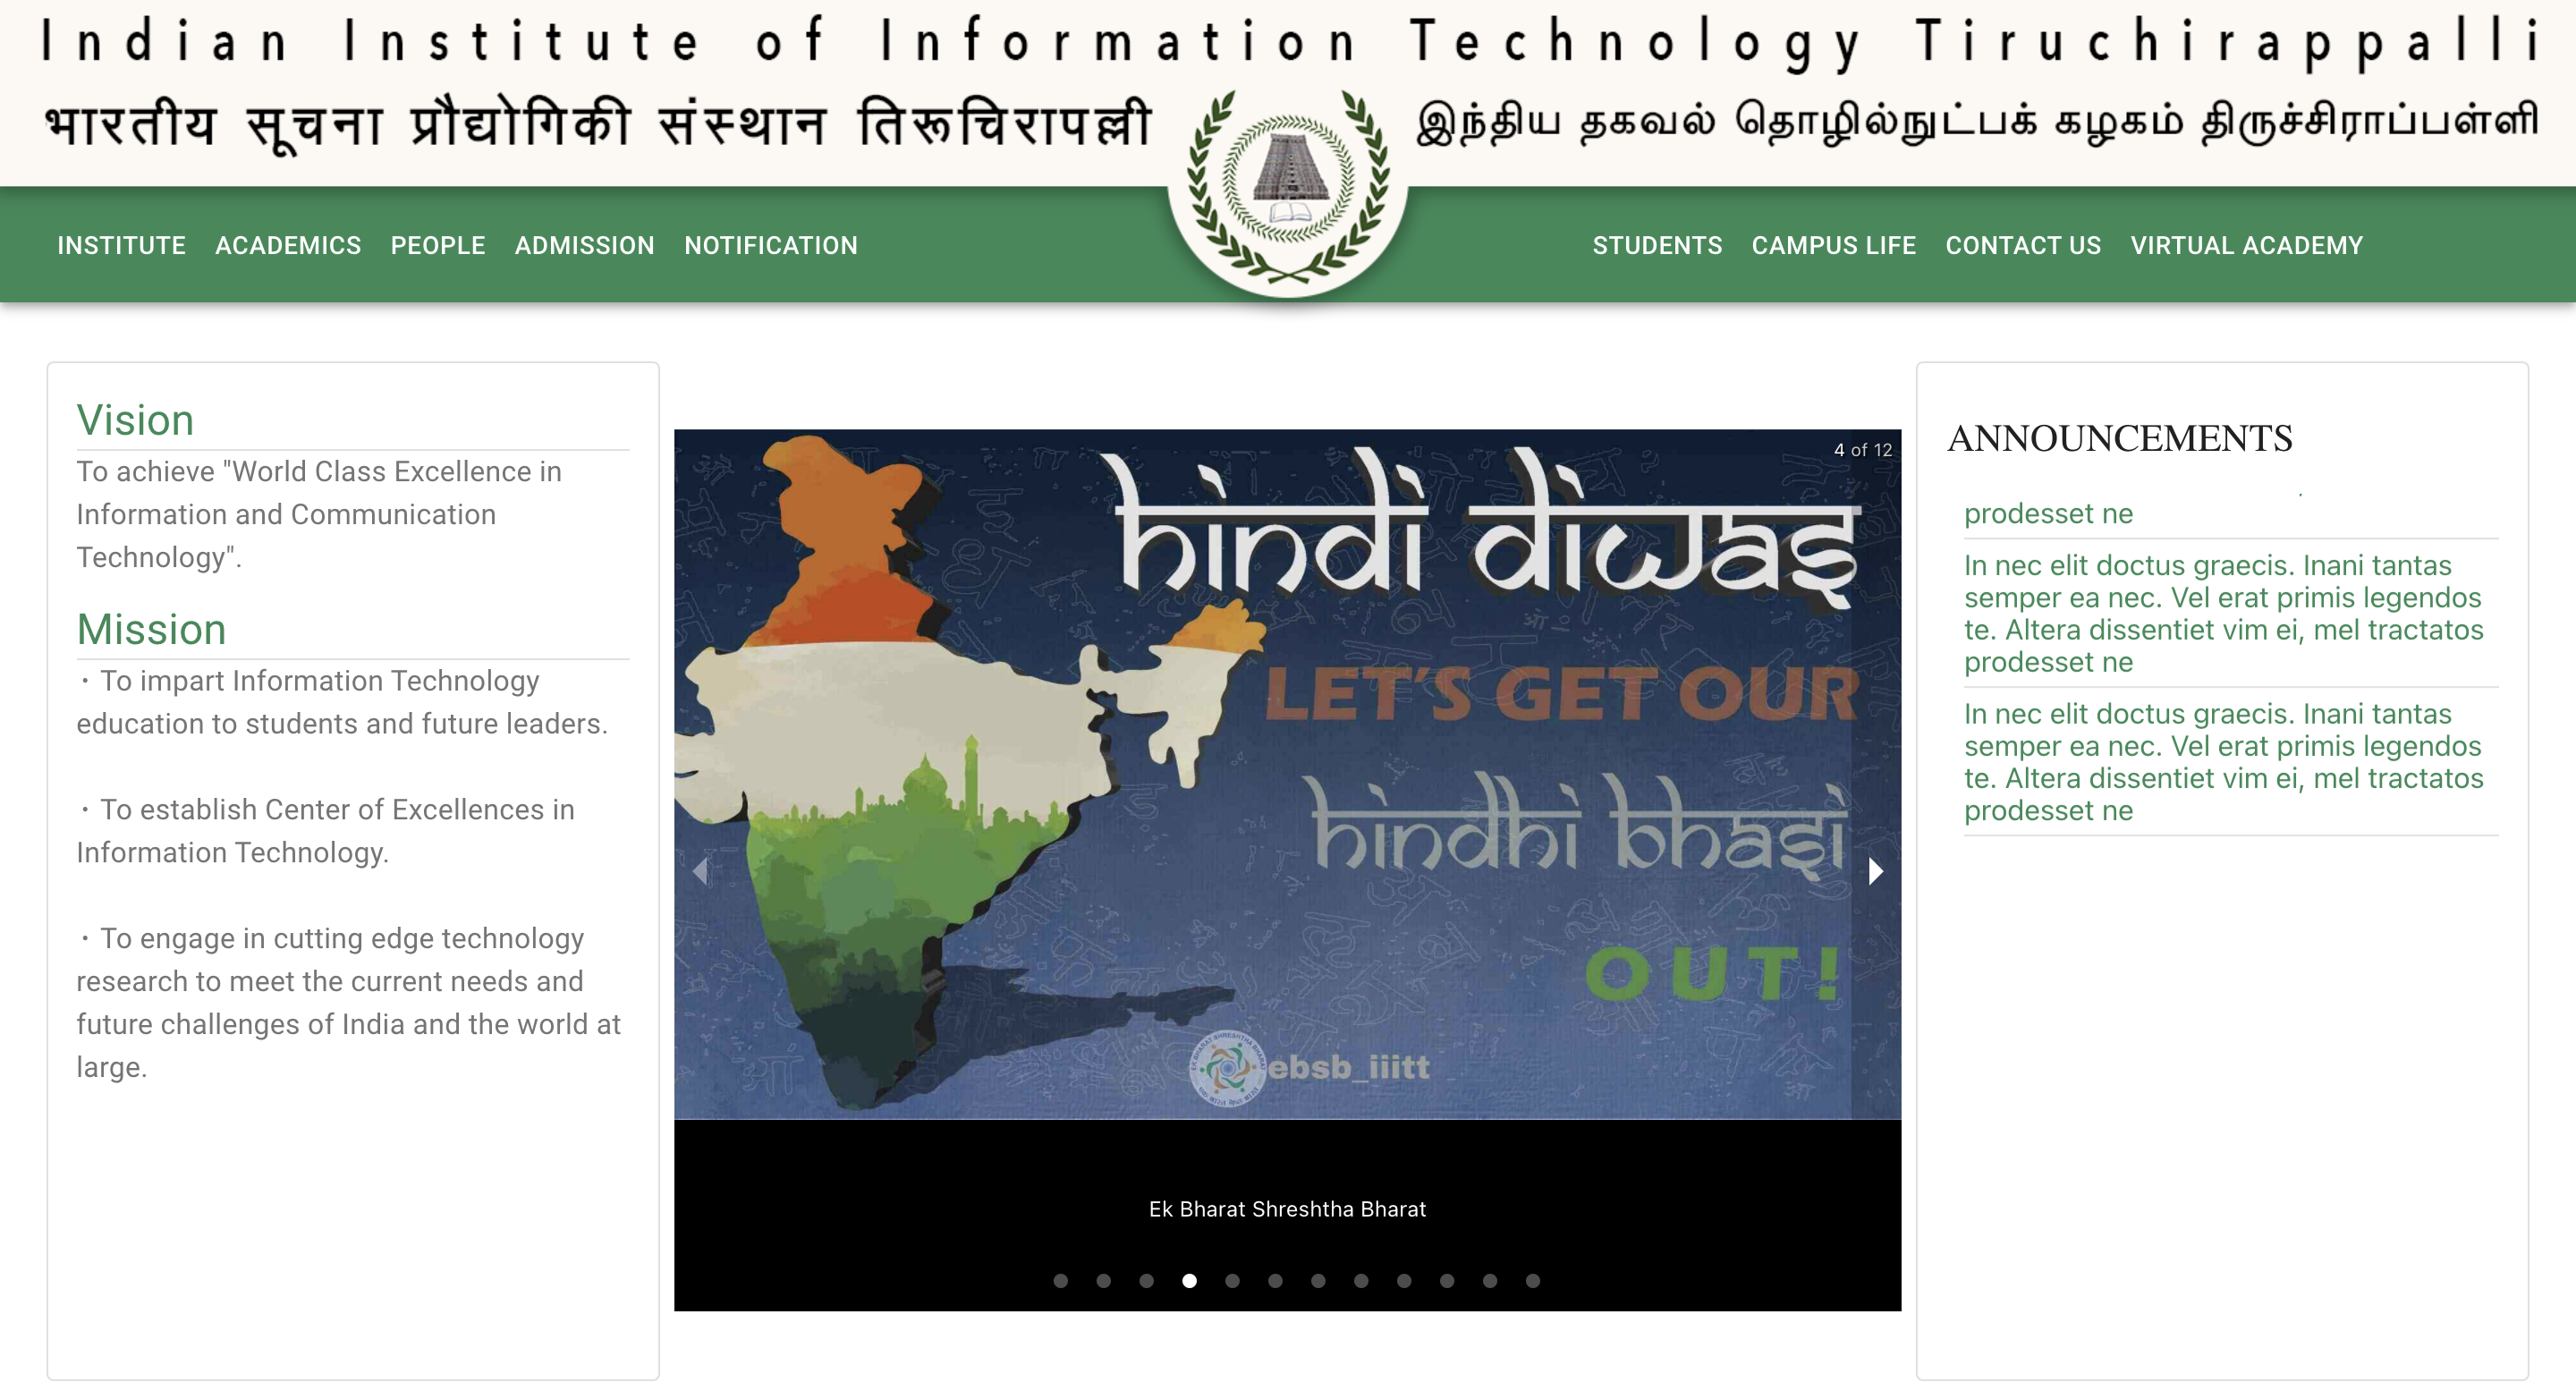 Indian Institute of Information Technology Tiruchirappalli
भारतीय सूचना प्रौद्योगिकी संस्थान तिरूचिरापल्ली
இந்திய தகவல் தொழில்நுட்பக் கழகம் திருச்சிராப்பள்ளி
INSTITUTE ACADEMICS PEOPLE ADMISSION NOTIFICATION
STUDENTS CAMPUS LIFE CONTACT US VIRTUAL ACADEMY
Vision
To achieve "World Class Excellence in
Information and Communication
Technology".
Mission
· To impart Information Technology
education to students and future leaders.
· To establish Center of Excellences in
Information Technology.
· To engage in cutting edge technology
research to meet the current needs and
future challenges of India and the world at
large.
4 of 12
hindi diwas
LET'S GET OUR
hindhi bhasi
OUT!
ebsb_iiitt
Ek Bharat Shreshtha Bharat
ANNOUNCEMENTS
prodesset ne
In nec elit doctus graecis. Inani tantas
semper ea nec. Vel erat primis legendos
te. Altera dissentiet vim ei, mel tractatos
prodesset ne
In nec elit doctus graecis. Inani tantas
semper ea nec. Vel erat primis legendos
te. Altera dissentiet vim ei, mel tractatos
prodesset ne